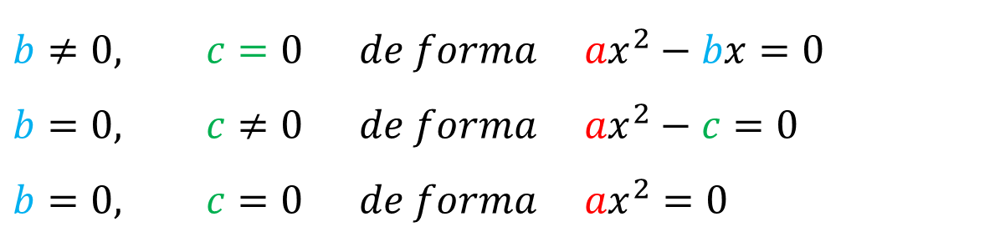 b ≠ 0, c = 0 de forma ax² − bx = 0
b = 0, c ≠ 0 de forma ax² − c = 0
b = 0, c = 0 de forma ax² = 0